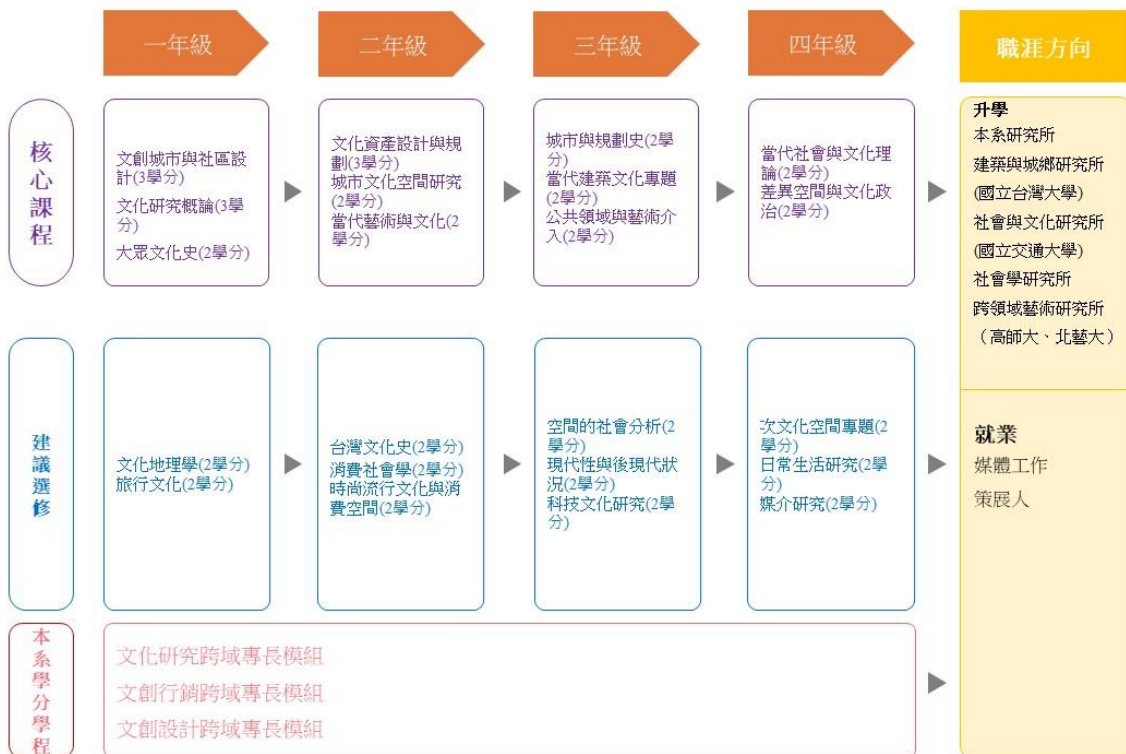 一年級
二年級
三年級
四年級
職涯方向
核心課程
文創城市與社區設
計(3學分)
文化研究概論(3學
分)
大眾文化史(2學分)
文化資產設計與規
劃(3學分)
城市文化空間研究
(2學分)
當代藝術與文化(2
學分)
城市與規劃史(2學
分)
當代建築文化專題
(2學分)
公共領域與藝術介
入(2學分)
當代社會與文化理
論(2學分)
差異空間與文化政
治(2學分)
升學
本系研究所
建築與城鄉研究所
(國立台灣大學)
社會與文化研究所
(國立交通大學)
社會學研究所
跨領域藝術研究所
（高師大、北藝大）
建議選修
文化地理學(2學分)
旅行文化(2學分)
台灣文化史(2學分)
消費社會學(2學分)
時尚流行文化與消
費空間(2學分)
空間的社會分析(2
學分)
現代性與後現代狀
況(2學分)
科技文化研究(2學
分)
次文化空間專題(2
學分)
日常生活研究(2學
分)
媒介研究(2學分)
就業
媒體工作
策展人
本系學分學程
文化研究跨域專長模組
文創行銷跨域專長模組
文創設計跨域專長模組